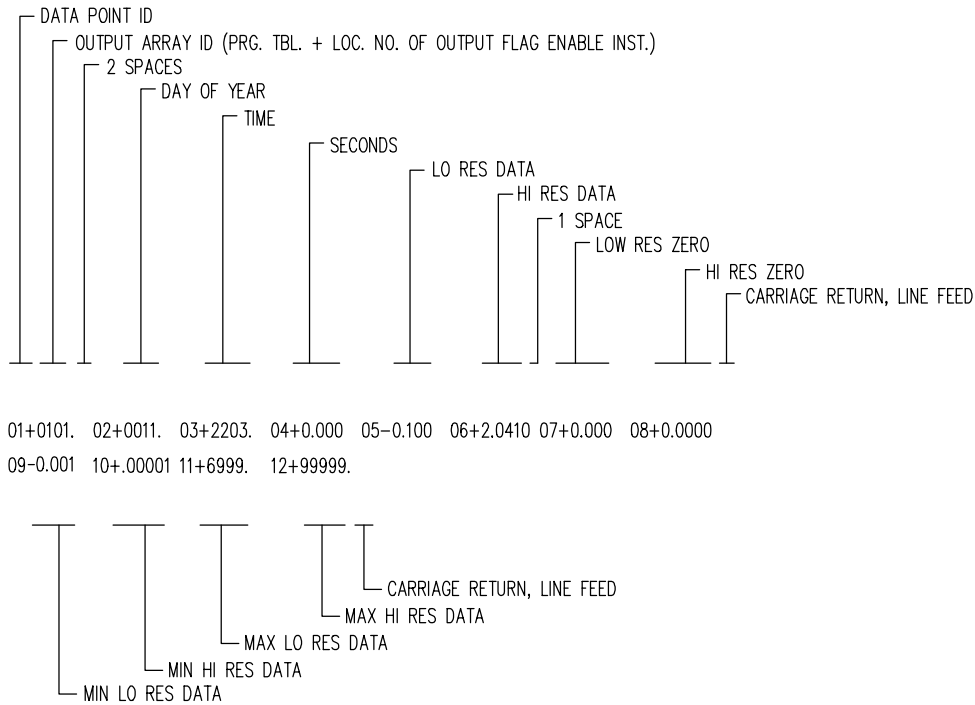 DATA POINT ID
OUTPUT ARRAY ID (PRG. TBL. + LOC. NO. OF OUTPUT FLAG ENABLE INST.)
2 SPACES
DAY OF YEAR
TIME
SECONDS
LO RES DATA
HI RES DATA
1 SPACE
LOW RES ZERO
HI RES ZERO
CARRIAGE RETURN, LINE FEED
01+0101. 02+0011. 03+2203. 04+0.000 05-0.100 06+2.0410 07+0.000 08+0.0000
09-0.001 10+.00001 11+6999. 12+99999.
CARRIAGE RETURN, LINE FEED
MAX HI RES DATA
MAX LO RES DATA
MIN HI RES DATA
MIN LO RES DATA